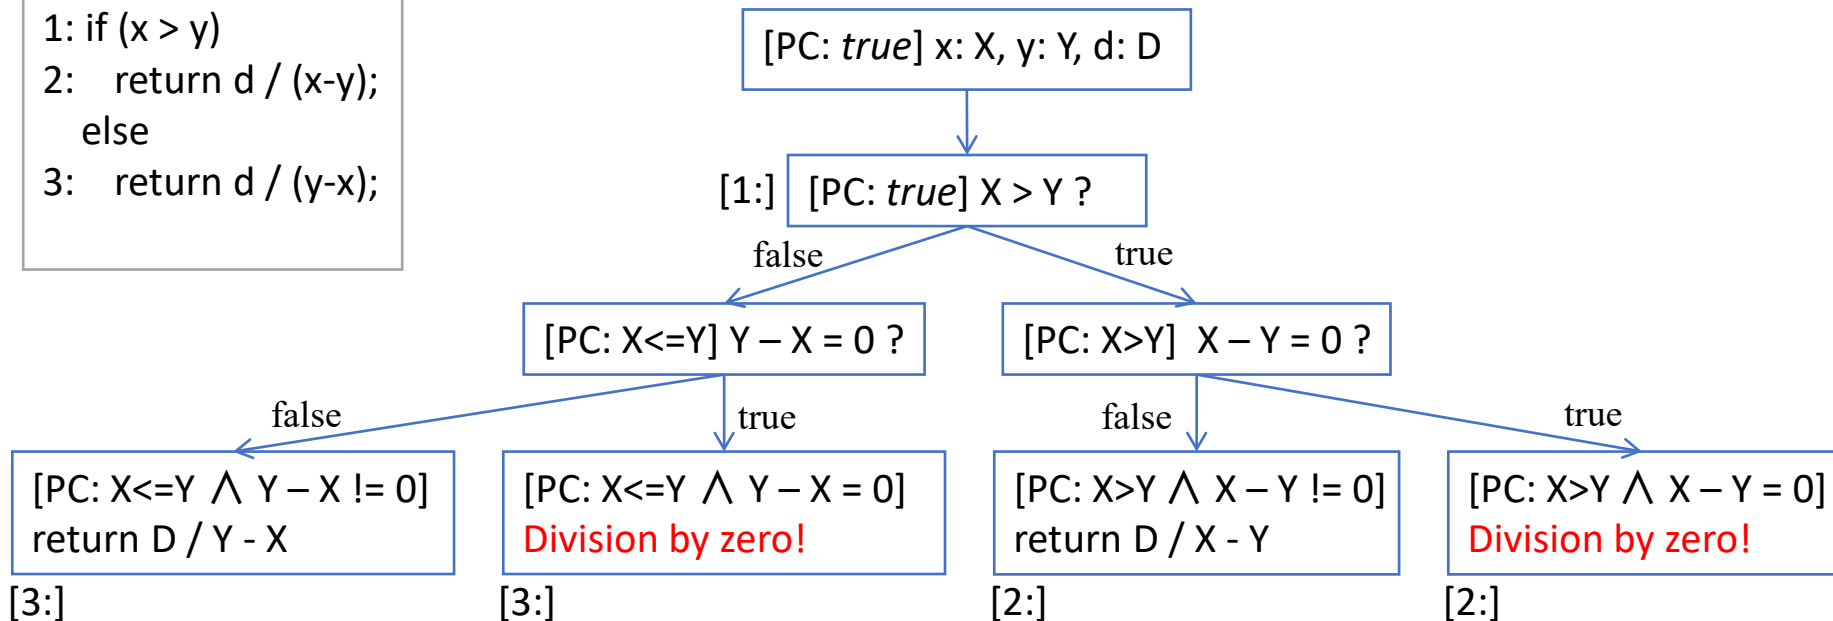 1: if (x > y)
2: return d / (x-y);
else
3: return d / (y-x);
[PC: true] x: X, y: Y, d: D
[1:] [PC: true] X > Y ?
false
true
[PC: X<=Y] Y – X = 0 ?
[PC: X>Y] X – Y = 0 ?
false
true
false
true
[PC: X<=Y ⋀ Y – X != 0]
return D / Y - X
[3:]
[PC: X<=Y ⋀ Y – X = 0]
Division by zero!
[3:]
[PC: X>Y ⋀ X – Y != 0]
return D / X - Y
[2:]
[PC: X>Y ⋀ X – Y = 0]
Division by zero!
[2:]